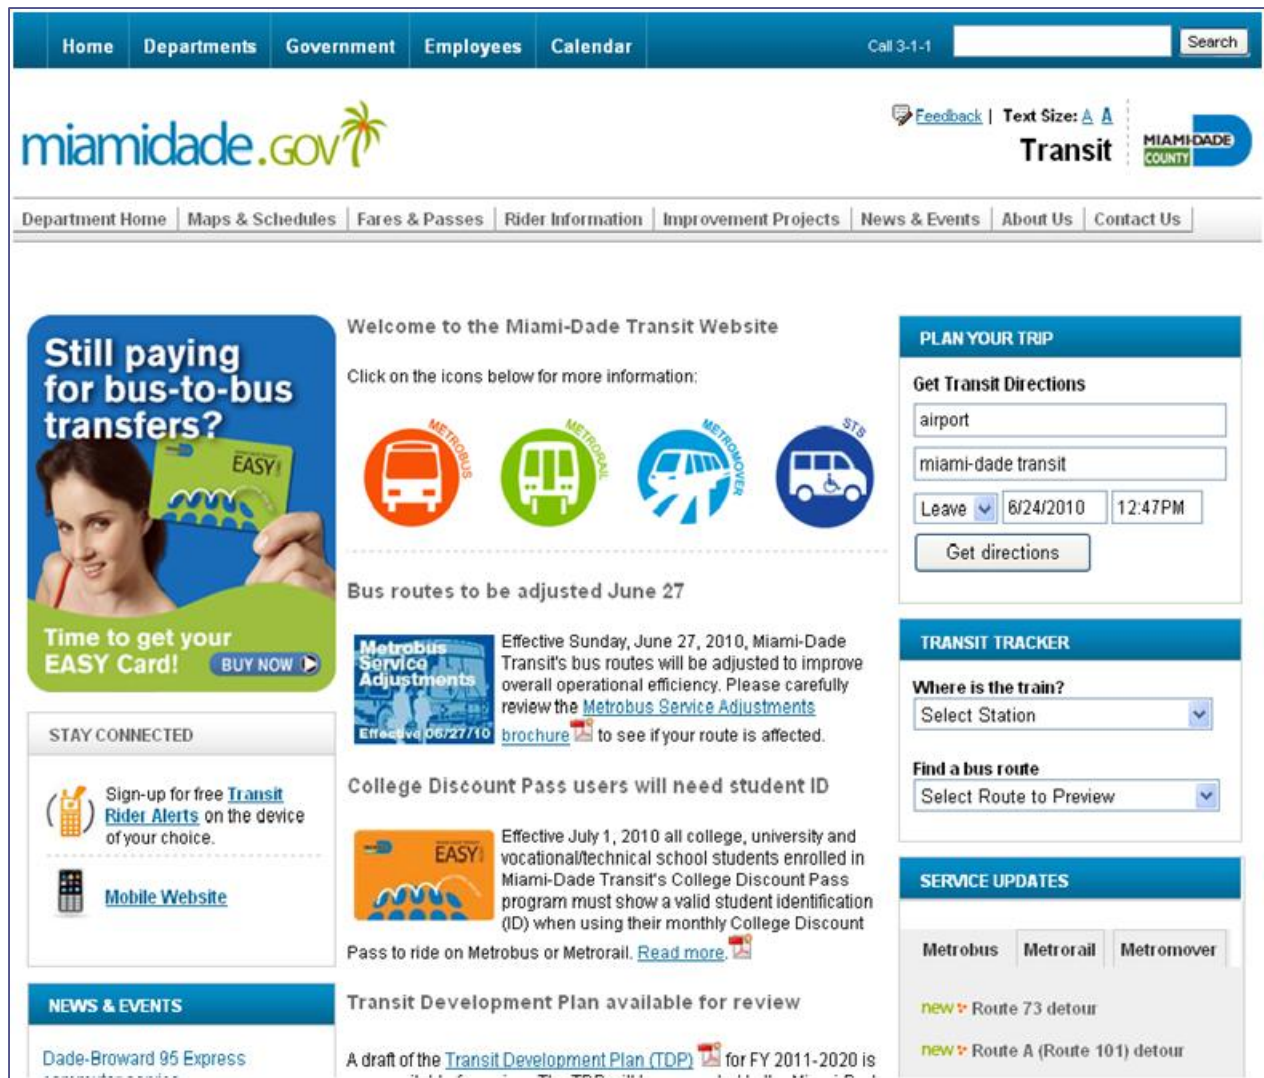 Home Departments Government Employees Calendar Call 3-1-1 Search
miamidade.GOV
Feedback | Text Size: A A
Transit
MIAMI-DADE
COUNTY
Department Home Maps & Schedules Fares & Passes Rider Information Improvement Projects News & Events About Us Contact Us
Still paying
for bus-to-bus
transfers?
EASY
Time to get your
EASY Card! BUY NOW
STAY CONNECTED
Sign-up for free Transit
Rider Alerts on the device
of your choice.
Mobile Website
NEWS & EVENTS
Dade-Broward 95 Express
Welcome to the Miami-Dade Transit Website
Click on the icons below for more information:
METROBUS
METRORAIL
METROMOVER
STS
Bus routes to be adjusted June 27
Metrobus
Service
Adjustments
Effective 06/27/10
Effective Sunday, June 27, 2010, Miami-Dade
Transit's bus routes will be adjusted to improve
overall operational efficiency. Please carefully
review the Metrobus Service Adjustments
brochure to see if your route is affected.
College Discount Pass users will need student ID
EASY
Effective July 1, 2010 all college, university and
vocational/technical school students enrolled in
Miami-Dade Transit's College Discount Pass
program must show a valid student identification
(ID) when using their monthly College Discount
Pass to ride on Metrobus or Metrorail. Read more.
Transit Development Plan available for review
A draft of the Transit Development Plan (TDP) for FY 2011-2020 is
PLAN YOUR TRIP
Get Transit Directions
airport
miami-dade transit
Leave 6/24/2010 12:47PM
Get directions
TRANSIT TRACKER
Where is the train?
Select Station
Find a bus route
Select Route to Preview
SERVICE UPDATES
Metrobus Metrorail Metromover
new Route 73 detour
new Route A (Route 101) detour